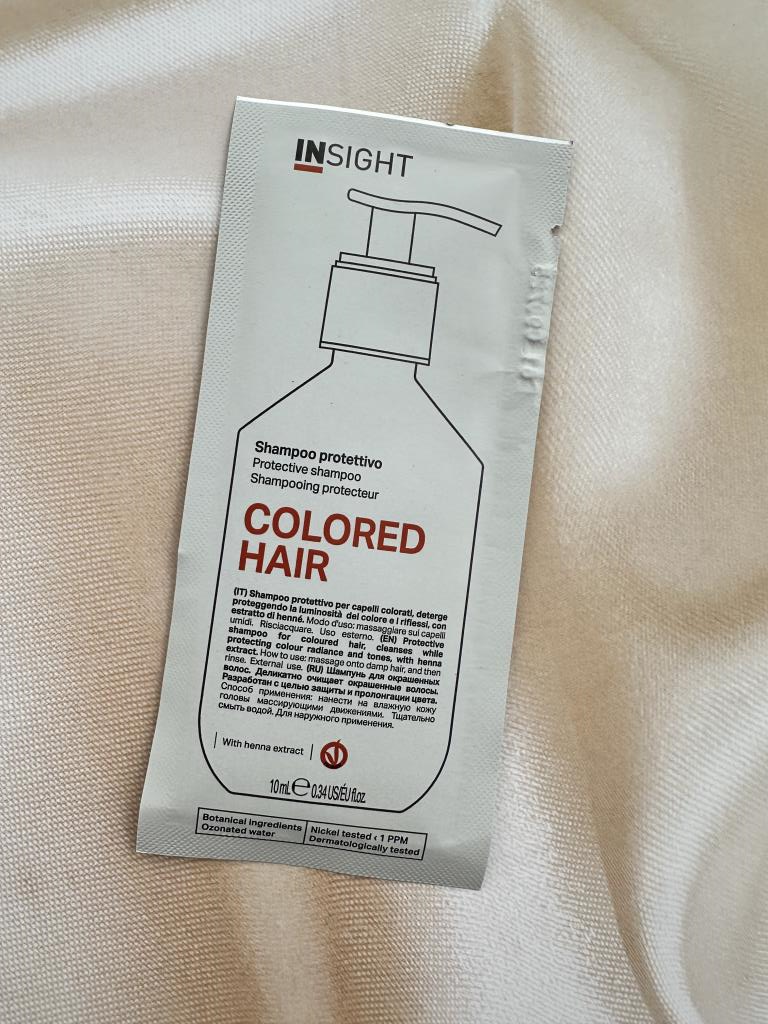 INSIGHT
Shampoo protettivo
Protective shampoo
Shampooing protecteur
COLORED
HAIR
(IT) Shampoo protettivo per capelli colorati, deterge
proteggendo la luminosità del colore e i riflessi, con
estratto di henné. Modo d'uso: massaggiare sui capelli
umidi. Risciacquare. Uso esterno. (EN) Protective
shampoo for coloured hair, cleanses while
protecting colour radiance and tones, with henna
extract. How to use: massage onto damp hair, and then
rinse. External use. (RU) Шампунь для окрашенных
волос. Деликатно очищает окрашенные волосы.
Разработан с целью защиты и пролонгации цвета.
Способ применения: нанести на влажную кожу
головы массирующими движениями. Тщательно
смыть водой. Для наружного применения.
With henna extract
10 mL ℮ 0.34 US/ÉU fl.oz.
Botanical ingredients
Ozonated water
Nickel tested < 1 PPM
Dermatologically tested